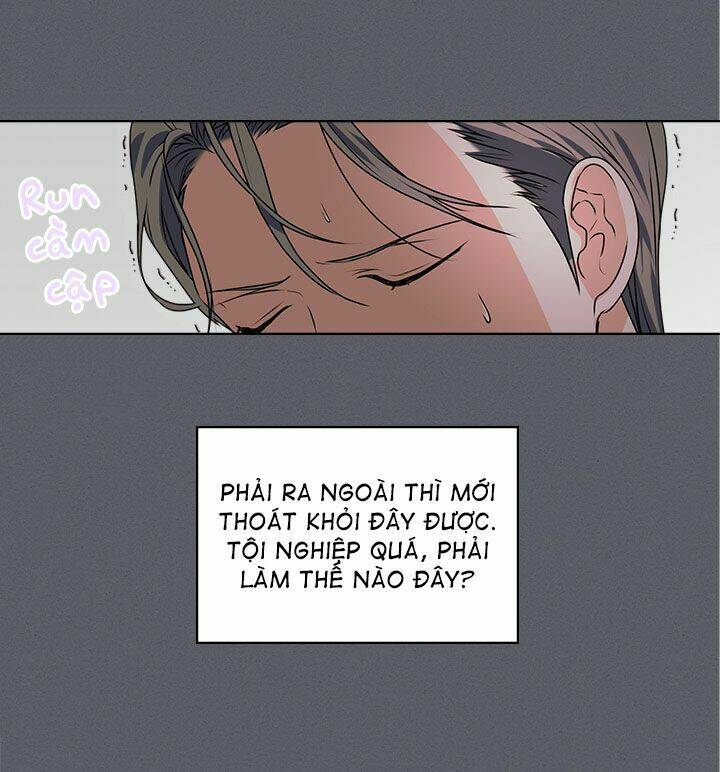 Run
cầm
cập
PHẢI RA NGOÀI THÌ MỚI
THOÁT KHỎI ĐÂY ĐƯỢC.
TỘI NGHIỆP QUÁ, PHẢI
LÀM THẾ NÀO ĐÂY?